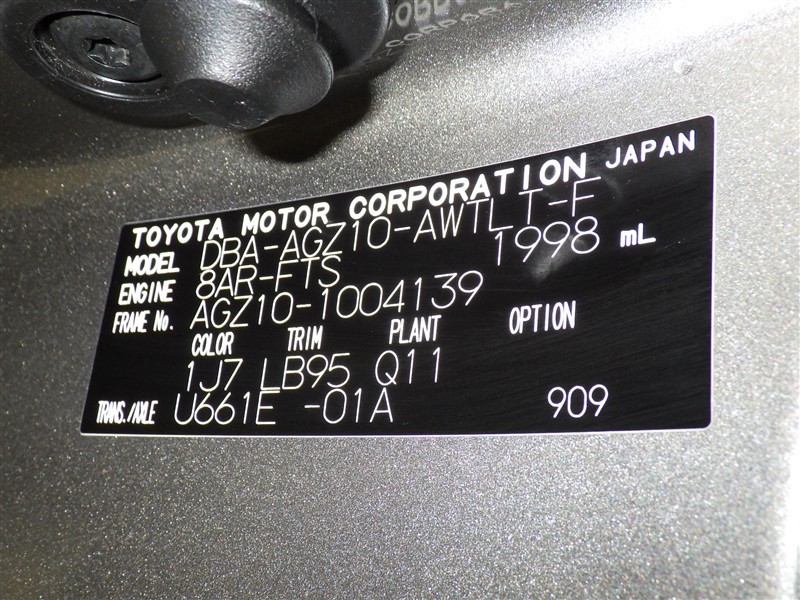 TOYOTA MOTOR CORPORATION JAPAN
MODEL DBA-AGZ10-AWTLT-F
ENGINE 8AR-FTS 1998 mL
FRAME No. AGZ10-1004139
COLOR TRIM PLANT OPTION
1J7 LB95 Q11
TRANS./AXLE U661E -01A 909